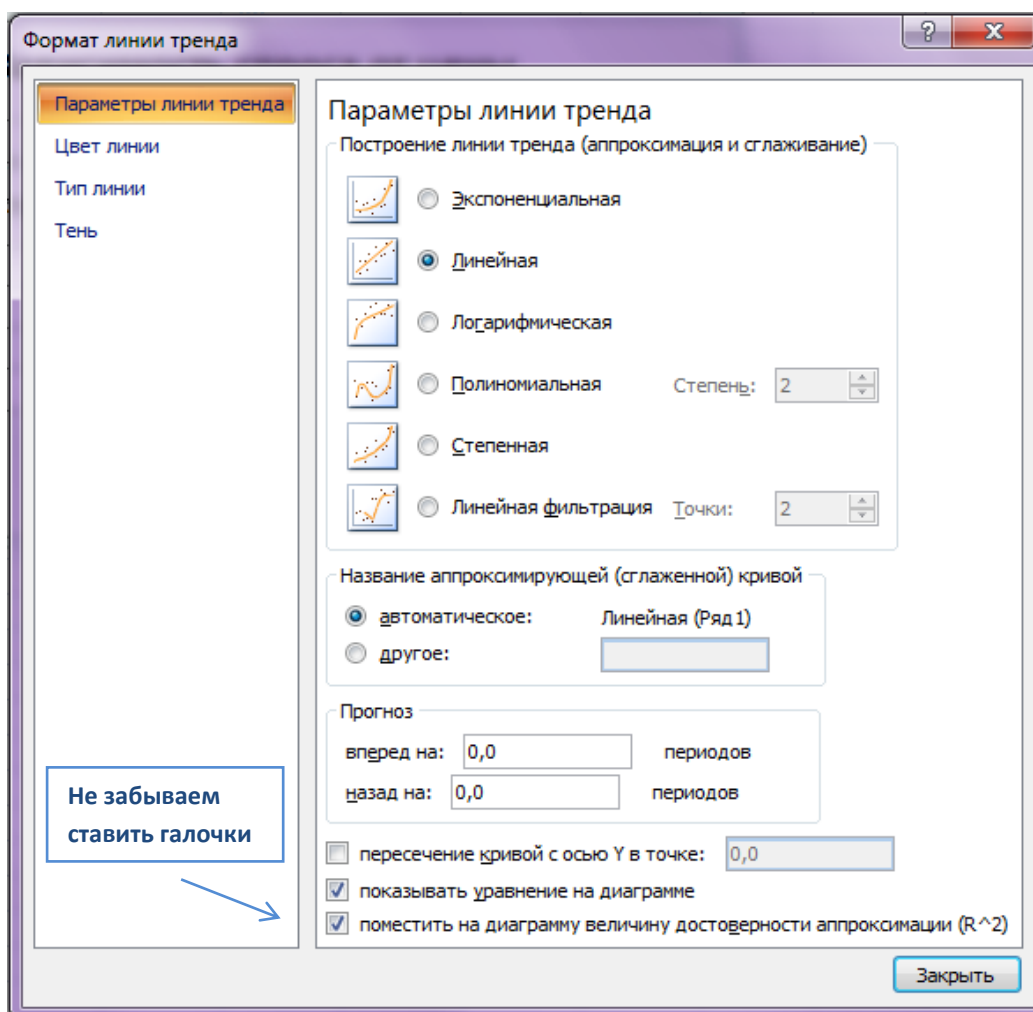 Формат линии тренда
Параметры линии тренда
Цвет линии
Тип линии
Тень
Не забываем
ставить галочки
Параметры линии тренда
Построение линии тренда (аппроксимация и сглаживание)
Экспоненциальная
Линейная
Логарифмическая
Полиномиальная Степень: 2
Степенная
Линейная фильтрация Точки: 2
Название аппроксимирующей (сглаженной) кривой
автоматическое: Линейная (Ряд1)
другое:
Прогноз
вперед на: 0,0 периодов
назад на: 0,0 периодов
пересечение кривой с осью Y в точке: 0,0
показывать уравнение на диаграмме
поместить на диаграмму величину достоверности аппроксимации (R^2)
Закрыть